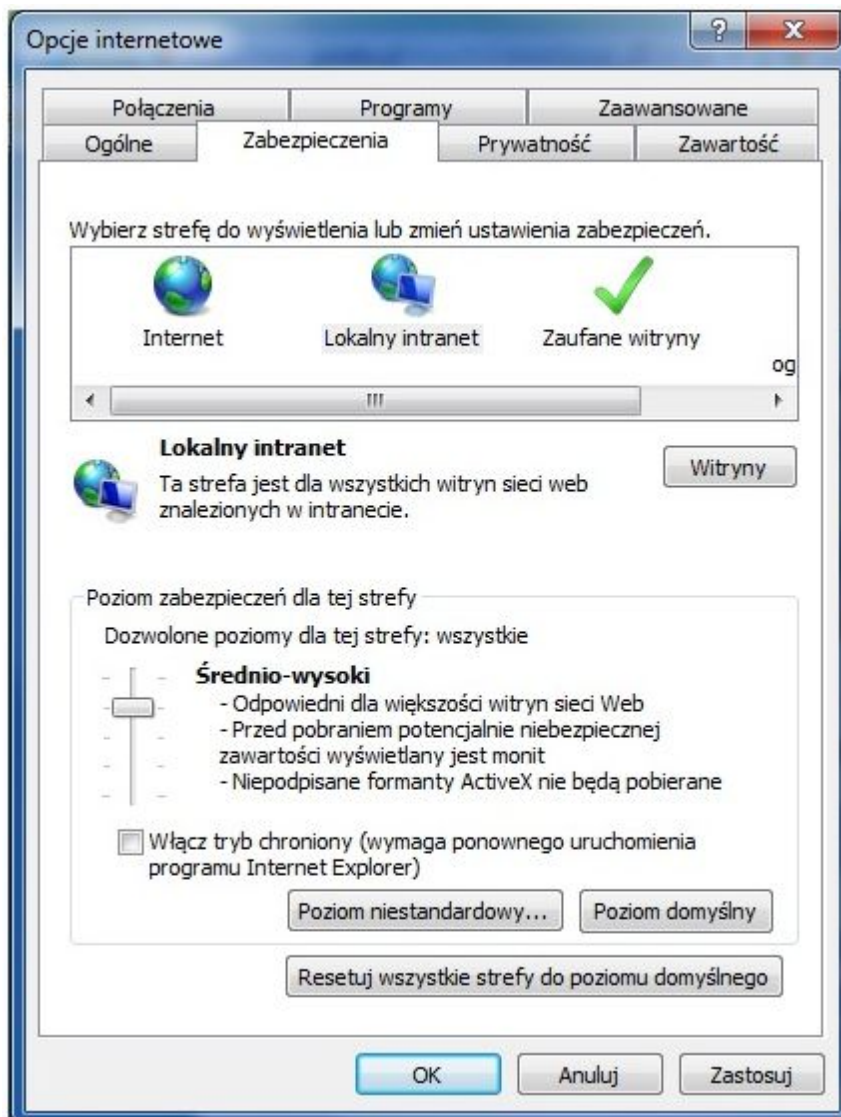 Opcje internetowe
Połączenia Programy Zaawansowane
Ogólne Zabezpieczenia Prywatność Zawartość
Wybierz strefę do wyświetlenia lub zmień ustawienia zabezpieczeń.
Internet Lokalny intranet Zaufane witryny
og
Lokalny intranet
Ta strefa jest dla wszystkich witryn sieci web
znalezionych w intranecie.
Witryny
Poziom zabezpieczeń dla tej strefy
Dozwolone poziomy dla tej strefy: wszystkie
Średnio-wysoki
- Odpowiedni dla większości witryn sieci Web
- Przed pobraniem potencjalnie niebezpiecznej
zawartości wyświetlany jest monit
- Niepodpisane formanty ActiveX nie będą pobierane
Włącz tryb chroniony (wymaga ponownego uruchomienia
programu Internet Explorer)
Poziom niestandardowy... Poziom domyślny
Resetuj wszystkie strefy do poziomu domyślnego
OK Anuluj Zastosuj